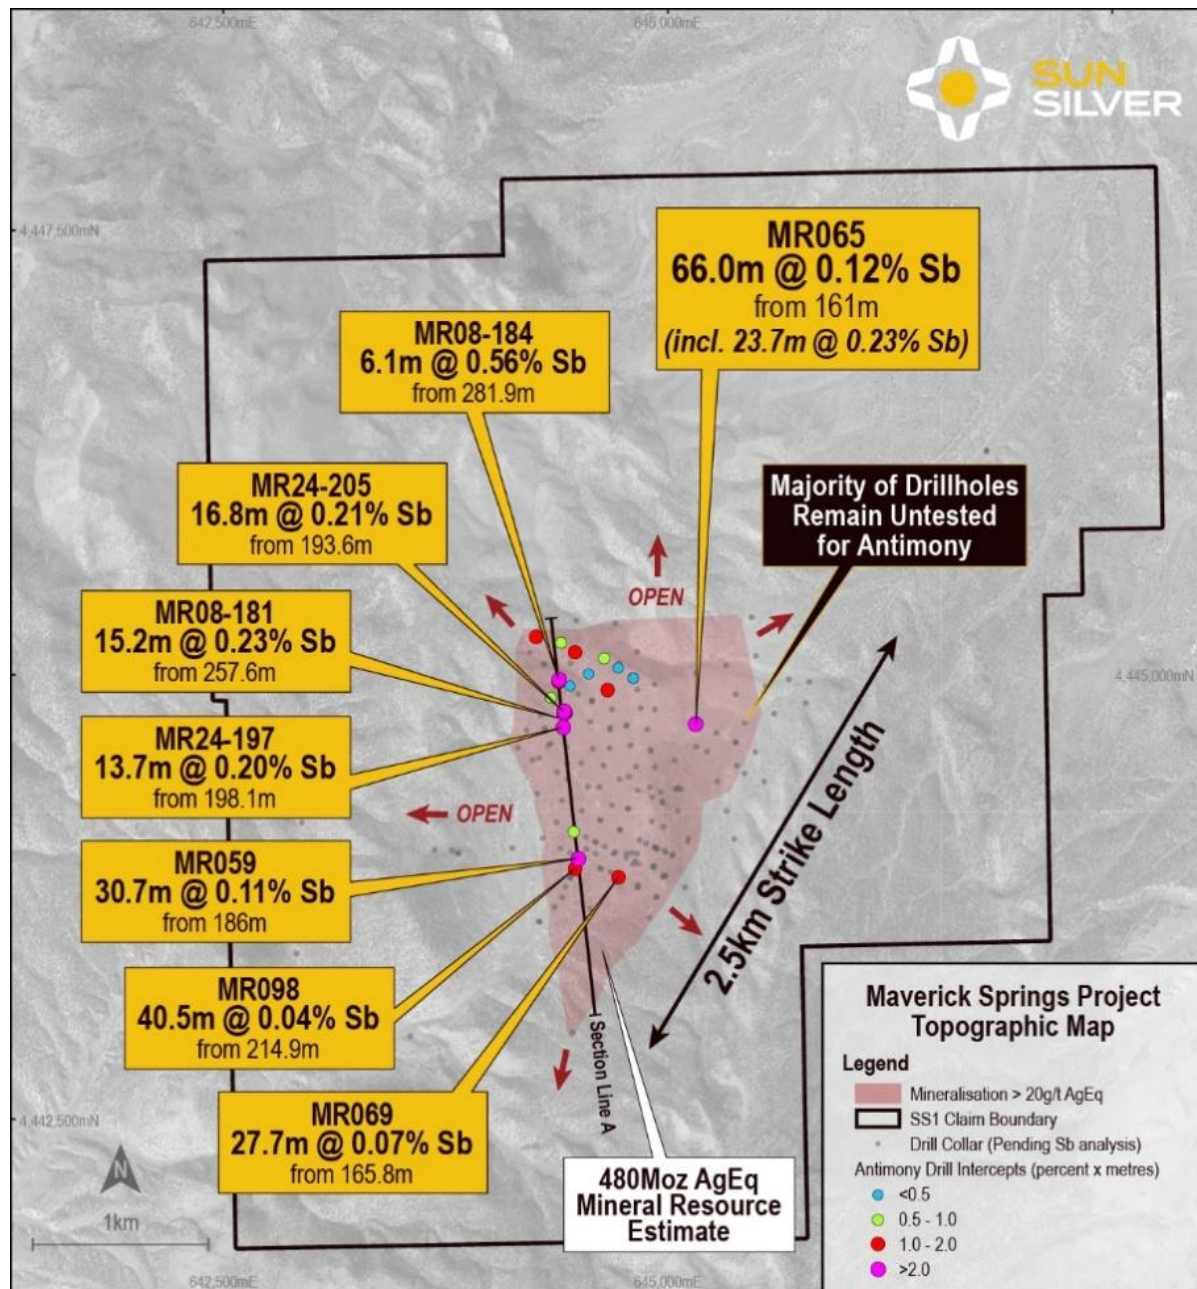 642,500mE
645,000mE
SUN
SILVER
4,447,500mN
MR065
66.0m @ 0.12% Sb
from 161m
(incl. 23.7m @ 0.23% Sb)
MR08-184
6.1m @ 0.56% Sb
from 281.9m
MR24-205
16.8m @ 0.21% Sb
from 193.6m
Majority of Drillholes
Remain Untested
for Antimony
OPEN
MR08-181
15.2m @ 0.23% Sb
from 257.6m
4,445,000mN
MR24-197
13.7m @ 0.20% Sb
from 198.1m
OPEN
2.5km Strike Length
MR059
30.7m @ 0.11% Sb
from 186m
MR098
40.5m @ 0.04% Sb
from 214.9m
Section Line A
MR069
27.7m @ 0.07% Sb
from 165.8m
4,442,500mN
N
1km
480Moz AgEq
Mineral Resource
Estimate
Maverick Springs Project
Topographic Map
Legend
Mineralisation > 20g/t AgEq
SS1 Claim Boundary
Drill Collar (Pending Sb analysis)
Antimony Drill Intercepts (percent x metres)
<0.5
0.5 - 1.0
1.0 - 2.0
>2.0
642,500mE
645,000mE